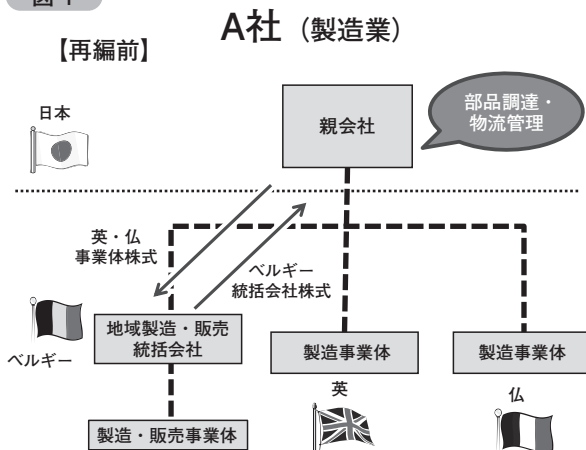 図1
A社（製造業）
【再編前】
日本
親会社
部品調達・
物流管理
英・仏
事業体株式
ベルギー
統括会社株式
ベルギー
地域製造・販売
統括会社
製造事業体
製造事業体
英
仏
製造・販売事業体